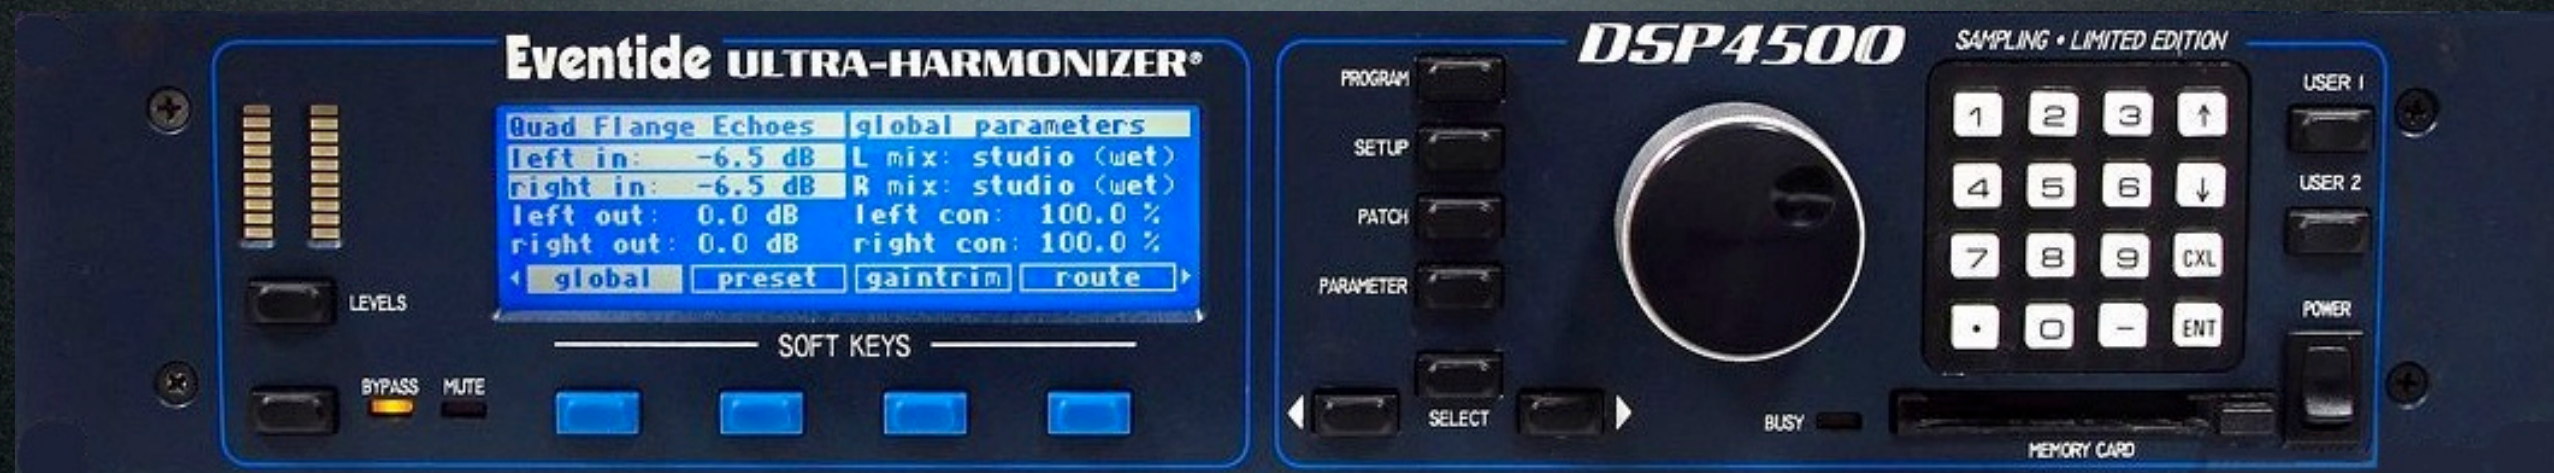 Eventide ULTRA-HARMONIZER®
Quad Flange Echoes global parameters
left in: -6.5 dB L mix: studio (wet)
right in: -6.5 dB R mix: studio (wet)
left out: 0.0 dB left con: 100.0 %
right out: 0.0 dB right con: 100.0 %
global preset gaintrim route
LEVELS
SOFT KEYS
BYPASS MUTE
DSP4500 SAMPLING • LIMITED EDITION
PROGRAM
SETUP
PATCH
PARAMETER
SELECT
1 2 3 ↑
4 5 6 ↓
7 8 9 CXL
• 0 – ENT
USER 1
USER 2
POWER
BUSY
MEMORY CARD